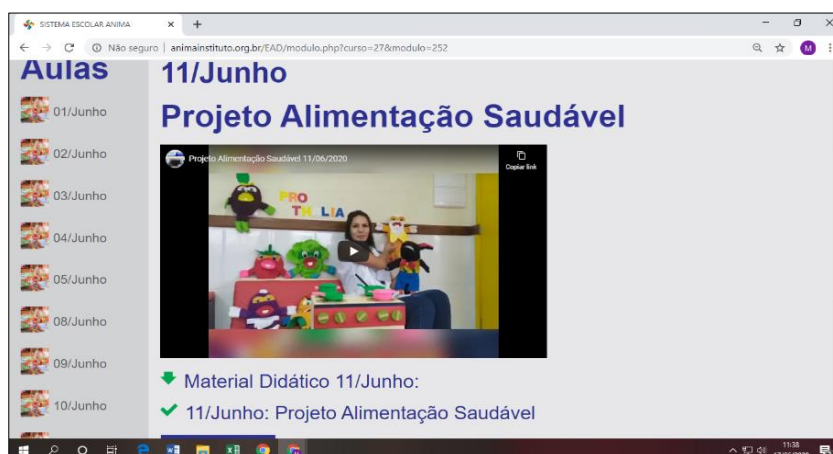 SISTEMA ESCOLAR ANIMA
Não seguro | animainstituto.org.br/EAD/modulo.php?curso=27&modulo=252
M
Aulas
01/Junho
02/Junho
03/Junho
04/Junho
05/Junho
08/Junho
09/Junho
10/Junho
11/Junho
Projeto Alimentação Saudável
Projeto Alimentação Saudável 11/06/2020
Copiar link
PRO
THALIA
Material Didático 11/Junho:
11/Junho: Projeto Alimentação Saudável
11:38